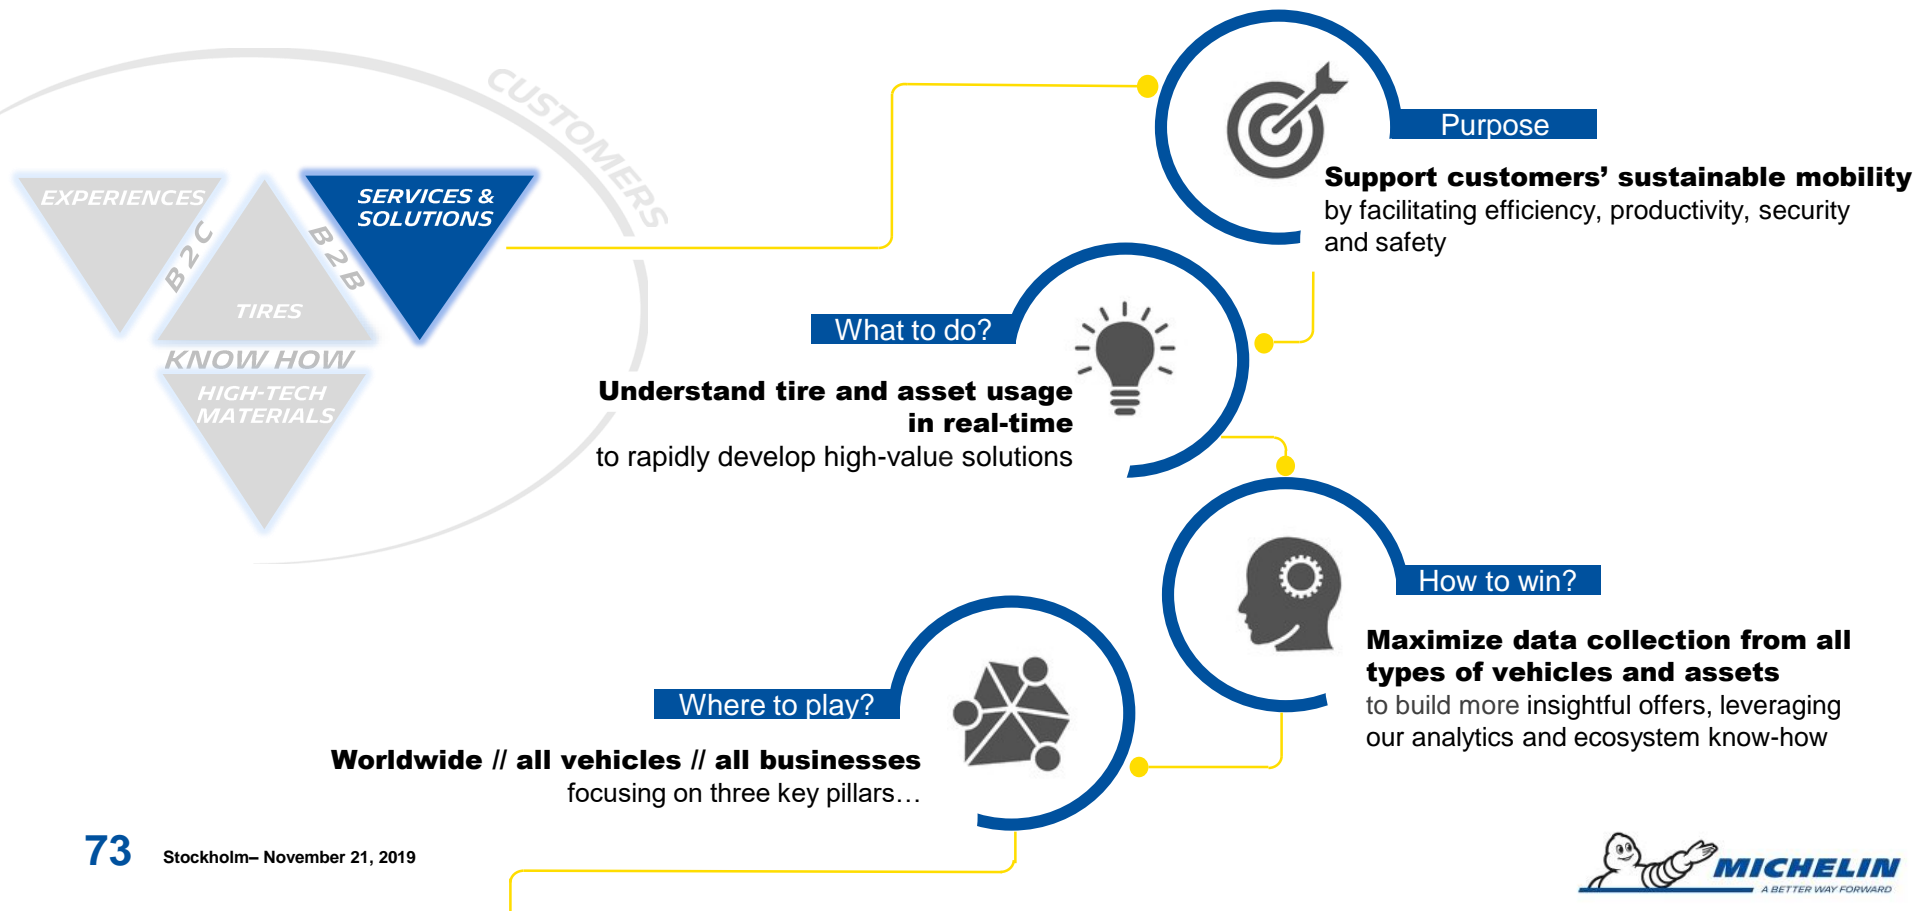 CUSTOMERS
EXPERIENCES
B2C
TIRES
B2B
SERVICES &
SOLUTIONS
KNOW HOW
HIGH-TECH
MATERIALS
Purpose
Support customers’ sustainable mobility
by facilitating efficiency, productivity, security
and safety
What to do?
Understand tire and asset usage
in real-time
to rapidly develop high-value solutions
How to win?
Maximize data collection from all
types of vehicles and assets
to build more insightful offers, leveraging
our analytics and ecosystem know-how
Where to play?
Worldwide // all vehicles // all businesses
focusing on three key pillars…
73
Stockholm– November 21, 2019
MICHELIN
A BETTER WAY FORWARD